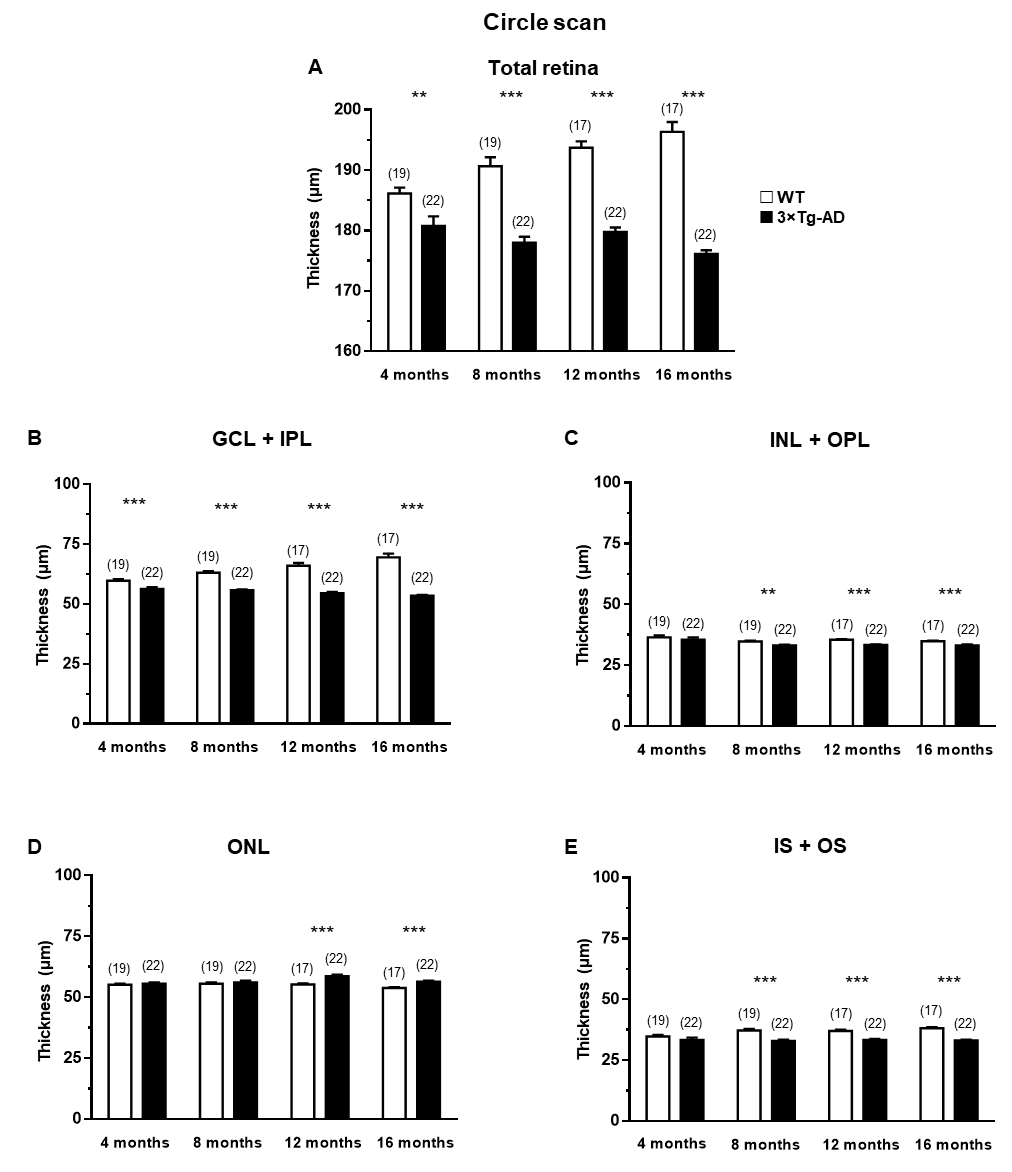 Circle scan
A
Total retina
** *** *** ***
200
190
180
170
160
Thickness (µm)
(19) (22) (19) (22) (17) (22) (17) (22)
4 months 8 months 12 months 16 months
WT
3×Tg-AD
B
GCL + IPL
*** *** *** ***
100
75
50
25
0
Thickness (µm)
(19) (22) (19) (22) (17) (22) (17) (22)
4 months 8 months 12 months 16 months
C
INL + OPL
** *** ***
100
75
50
25
0
Thickness (µm)
(19) (22) (19) (22) (17) (22) (17) (22)
4 months 8 months 12 months 16 months
D
ONL
*** ***
100
75
50
25
0
Thickness (µm)
(19) (22) (19) (22) (17) (22) (17) (22)
4 months 8 months 12 months 16 months
E
IS + OS
*** *** ***
100
75
50
25
0
Thickness (µm)
(19) (22) (19) (22) (17) (22) (17) (22)
4 months 8 months 12 months 16 months